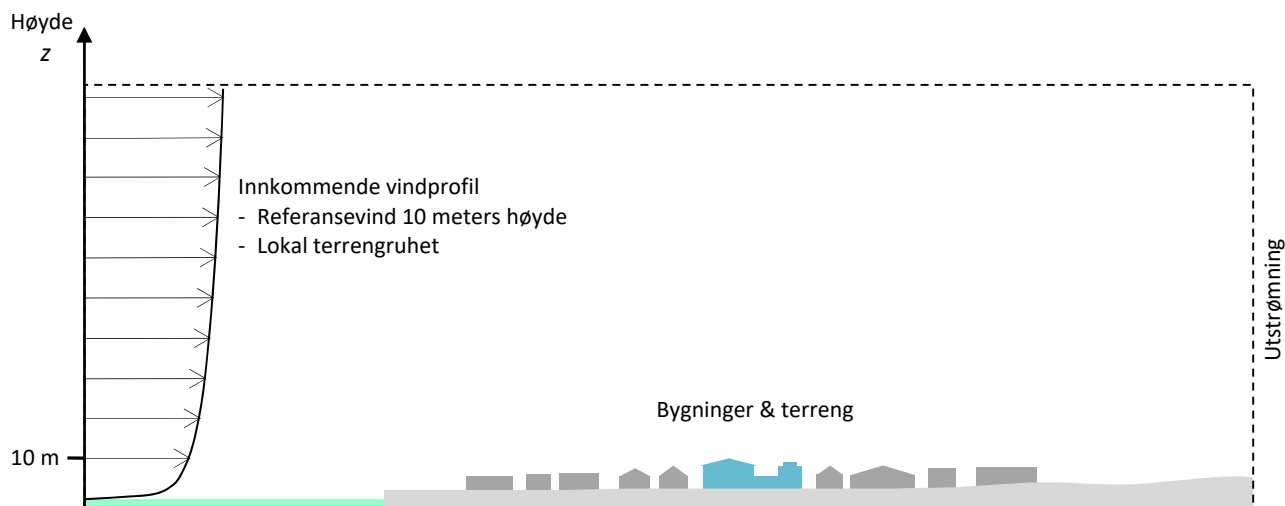 Høyde
z
Innkommende vindprofil
- Referansevind 10 meters høyde
- Lokal terrengruhet
Utstrømning
Bygninger & terreng
10 m